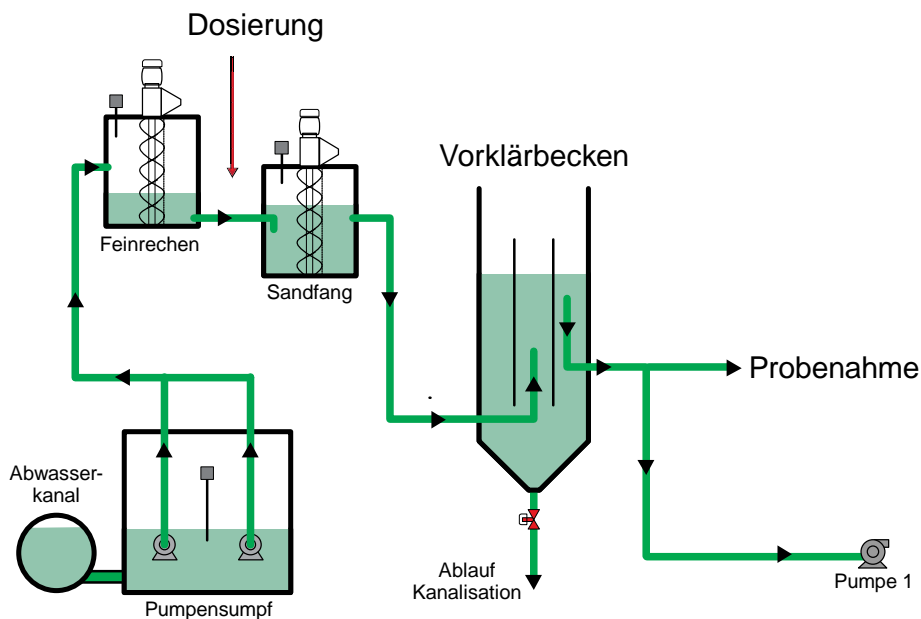 Dosierung
Feinrechen
Sandfang
Vorklärbecken
Probenahme
Abwasser-
kanal
Pumpensumpf
Ablauf
Kanalisation
Pumpe 1